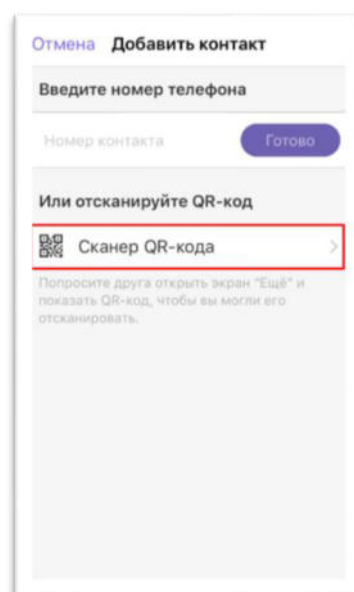 Отмена Добавить контакт
Введите номер телефона
Номер контакта Готово
Или отсканируйте QR-код
Сканер QR-кода
Попросите друга открыть экран "Ещё" и
показать QR-код, чтобы вы могли его
отсканировать.